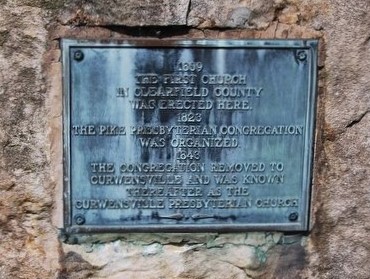 1809
THE FIRST CHURCH
IN CLEARFIELD COUNTY
WAS ERECTED HERE.
1823
THE PIKE PRESBYTERIAN CONGREGATION
WAS ORGANIZED.
1843
THE CONGREGATION REMOVED TO
CURWENSVILLE AND WAS KNOWN
THEREAFTER AS THE
CURWENSVILLE PRESBYTERIAN CHURCH